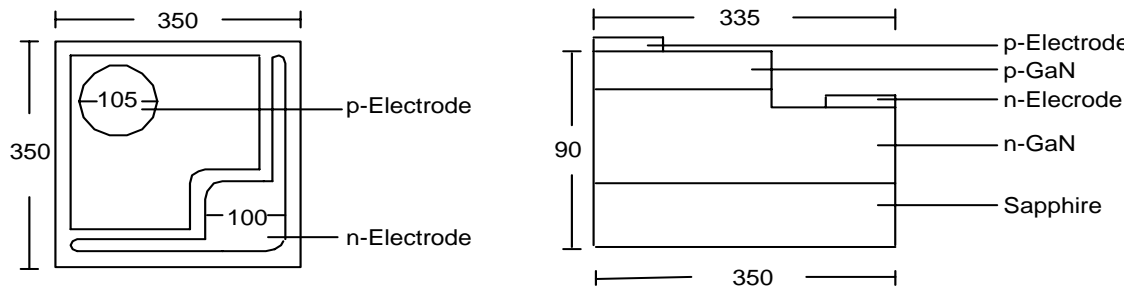 350
350
105
p-Electrode
100
n-Electrode
335
90
p-Electrode
p-GaN
n-Elecrode
n-GaN
Sapphire
350